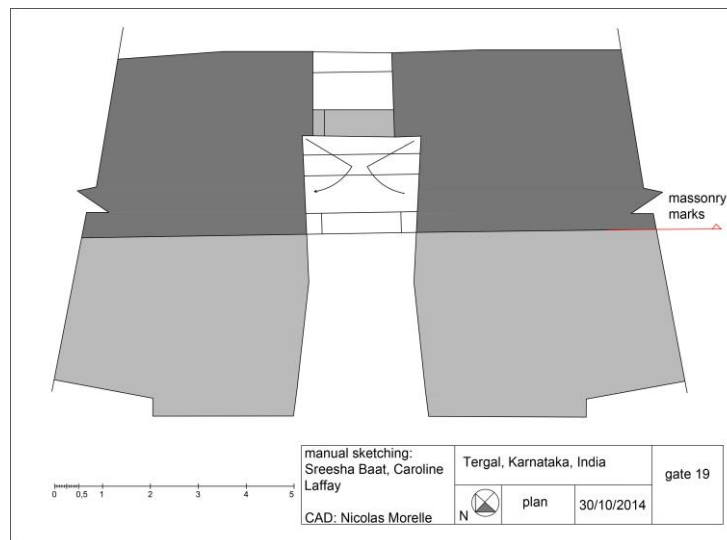 massonry
marks
0 0,5 1 2 3 4 5
manual sketching:
Sreesha Baat, Caroline
Laffay
CAD: Nicolas Morelle
Tergal, Karnataka, India
N
plan
30/10/2014
gate 19